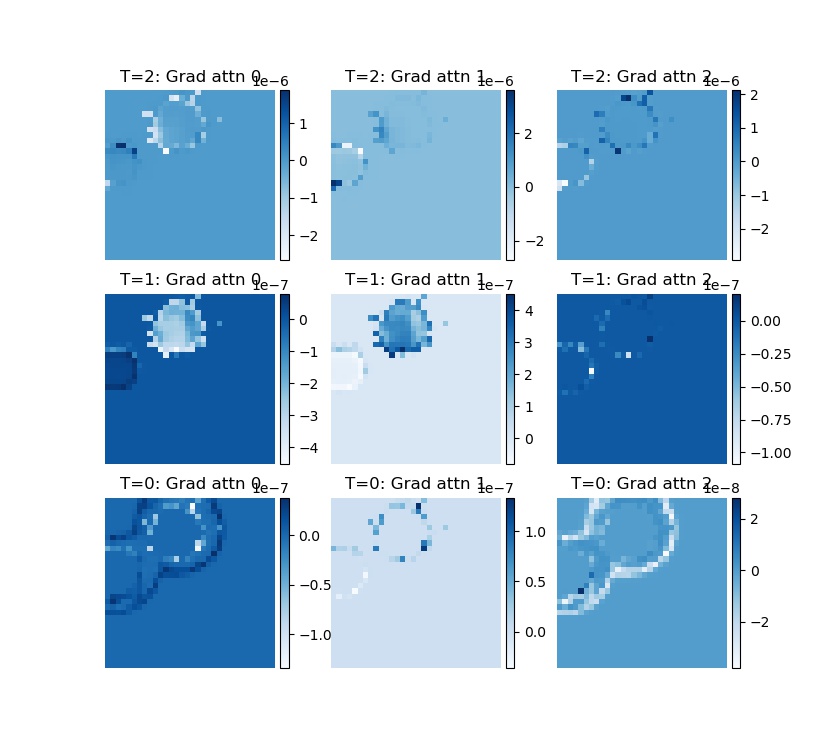 T=2: Grad attn 0
1e−6
T=2: Grad attn 1
1e−6
T=2: Grad attn 2
1e−6
1
0
−1
−2
2
0
−2
2
1
0
−1
−2
T=1: Grad attn 0
1e−7
T=1: Grad attn 1
1e−7
T=1: Grad attn 2
1e−7
0
−1
−2
−3
−4
4
3
2
1
0
0.00
−0.25
−0.50
−0.75
−1.00
T=0: Grad attn 0
1e−7
T=0: Grad attn 1
1e−7
T=0: Grad attn 2
1e−8
0.0
−0.5
−1.0
1.0
0.5
0.0
2
0
−2